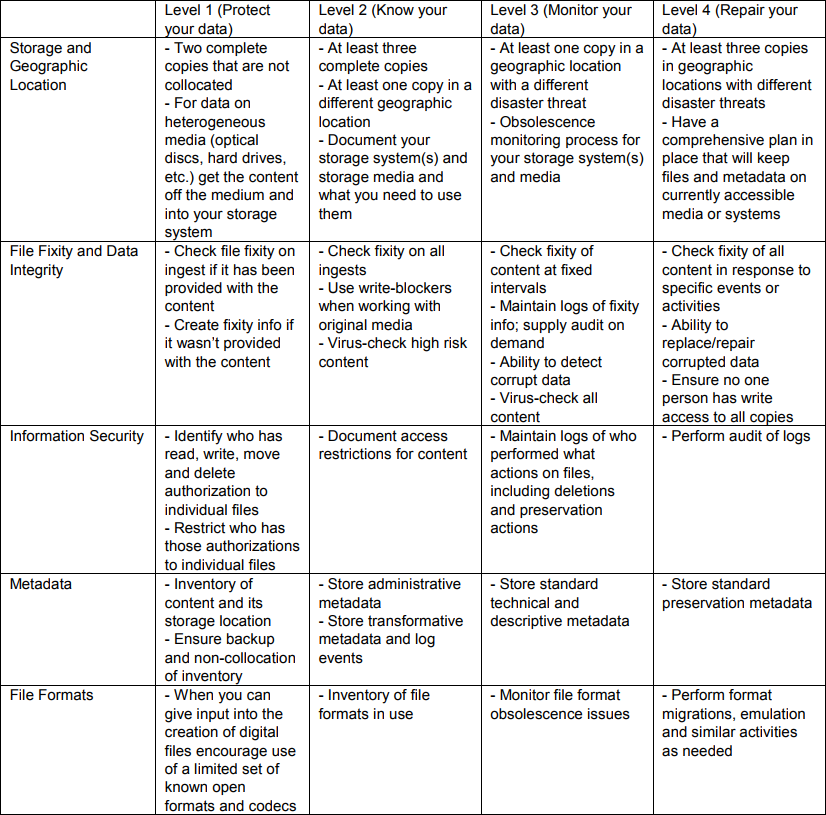 Level 1 (Protect
your data)
Level 2 (Know your
data)
Level 3 (Monitor your
data)
Level 4 (Repair your
data)
Storage and
Geographic
Location
- Two complete
copies that are not
collocated
- For data on
heterogeneous
media (optical
discs, hard drives,
etc.) get the content
off the medium and
into your storage
system
- At least three
complete copies
- At least one copy in a
different geographic
location
- Document your
storage system(s) and
storage media and
what you need to use
them
- At least one copy in a
geographic location
with a different
disaster threat
- Obsolescence
monitoring process for
your storage system(s)
and media
- At least three copies
in geographic
locations with different
disaster threats
- Have a
comprehensive plan in
place that will keep
files and metadata on
currently accessible
media or systems
File Fixity and Data
Integrity
- Check file fixity on
ingest if it has been
provided with the
content
- Create fixity info if
it wasn’t provided
with the content
- Check fixity on all
ingests
- Use write-blockers
when working with
original media
- Virus-check high risk
content
- Check fixity of
content at fixed
intervals
- Maintain logs of fixity
info; supply audit on
demand
- Ability to detect
corrupt data
- Virus-check all
content
- Check fixity of all
content in response to
specific events or
activities
- Ability to
replace/repair
corrupted data
- Ensure no one
person has write
access to all copies
Information Security
- Identify who has
read, write, move
and delete
authorization to
individual files
- Restrict who has
those authorizations
to individual files
- Document access
restrictions for content
- Maintain logs of who
performed what
actions on files,
including deletions
and preservation
actions
- Perform audit of logs
Metadata
- Inventory of
content and its
storage location
- Ensure backup
and non-collocation
of inventory
- Store administrative
metadata
- Store transformative
metadata and log
events
- Store standard
technical and
descriptive metadata
- Store standard
preservation metadata
File Formats
- When you can
give input into the
creation of digital
files encourage use
of a limited set of
known open
formats and codecs
- Inventory of file
formats in use
- Monitor file format
obsolescence issues
- Perform format
migrations, emulation
and similar activities
as needed